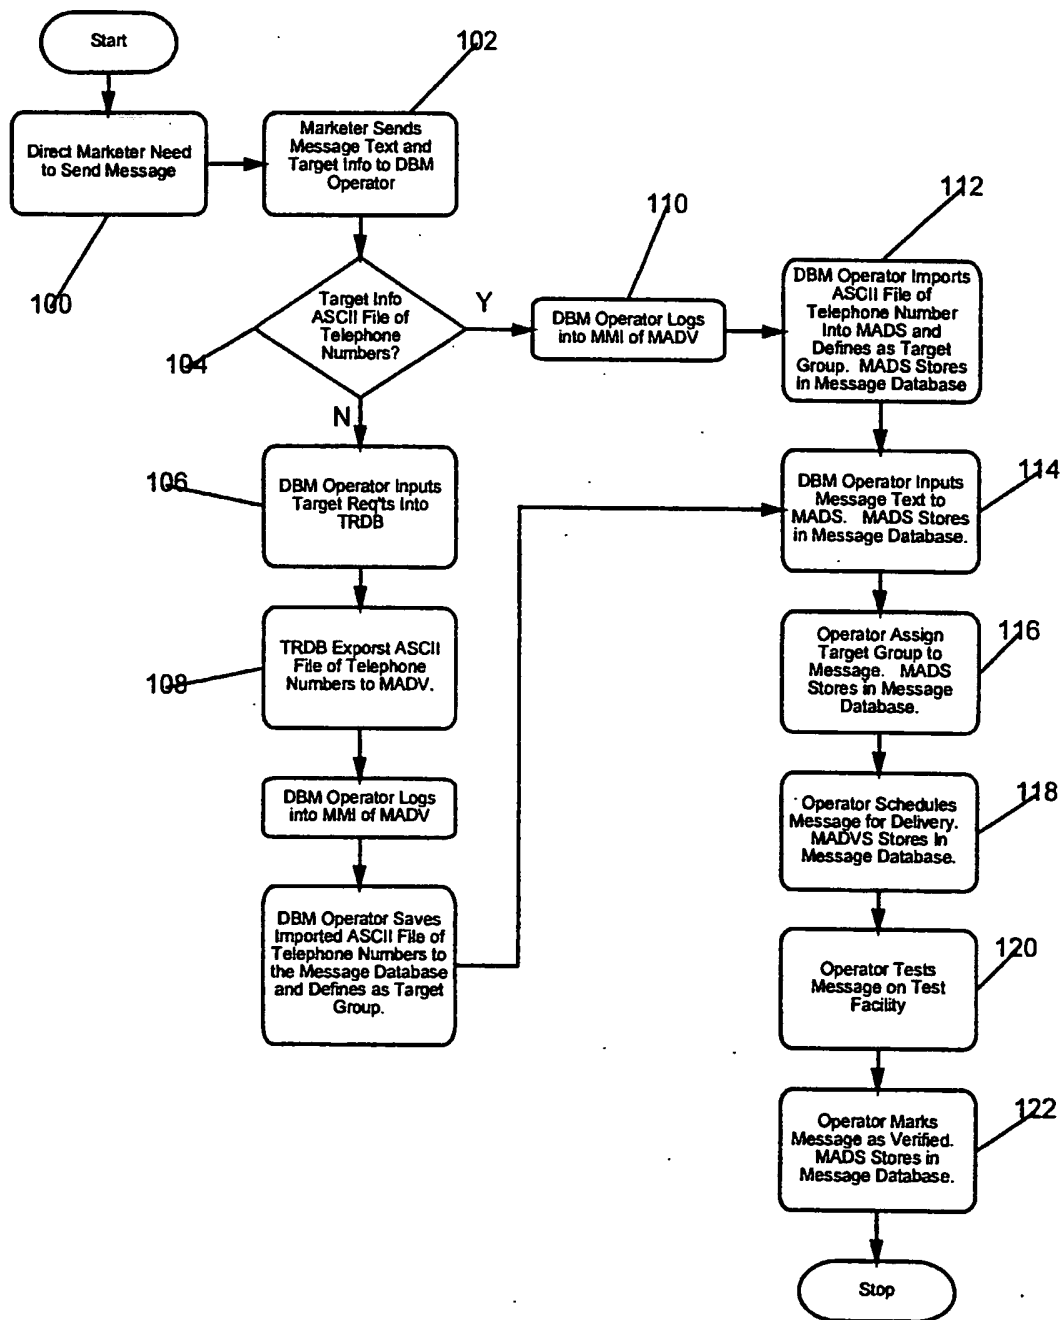 Start
102
Direct Marketer Need
to Send Message
100
Marketer Sends
Message Text and
Target Info to DBM
Operator
Target Info
ASCII File of
Telephone
Numbers?
104
Y
N
110
DBM Operator Logs
into MMI of MADV
112
DBM Operator Imports
ASCII File of
Telephone Number
Into MADS and
Defines as Target
Group. MADS Stores
in Message Database
106
DBM Operator Inputs
Target Req'ts Into
TRDB
108
TRDB Exporst ASCII
File of Telephone
Numbers to MADV.
DBM Operator Logs
into MMI of MADV
DBM Operator Saves
Imported ASCII File of
Telephone Numbers to
the Message Database
and Defines as Target
Group.
114
DBM Operator Inputs
Message Text to
MADS. MADS Stores
in Message Database.
116
Operator Assign
Target Group to
Message. MADS
Stores in Message
Database.
118
Operator Schedules
Message for Delivery.
MADVS Stores in
Message Database.
120
Operator Tests
Message on Test
Facility
122
Operator Marks
Message as Verified.
MADS Stores in
Message Database.
Stop